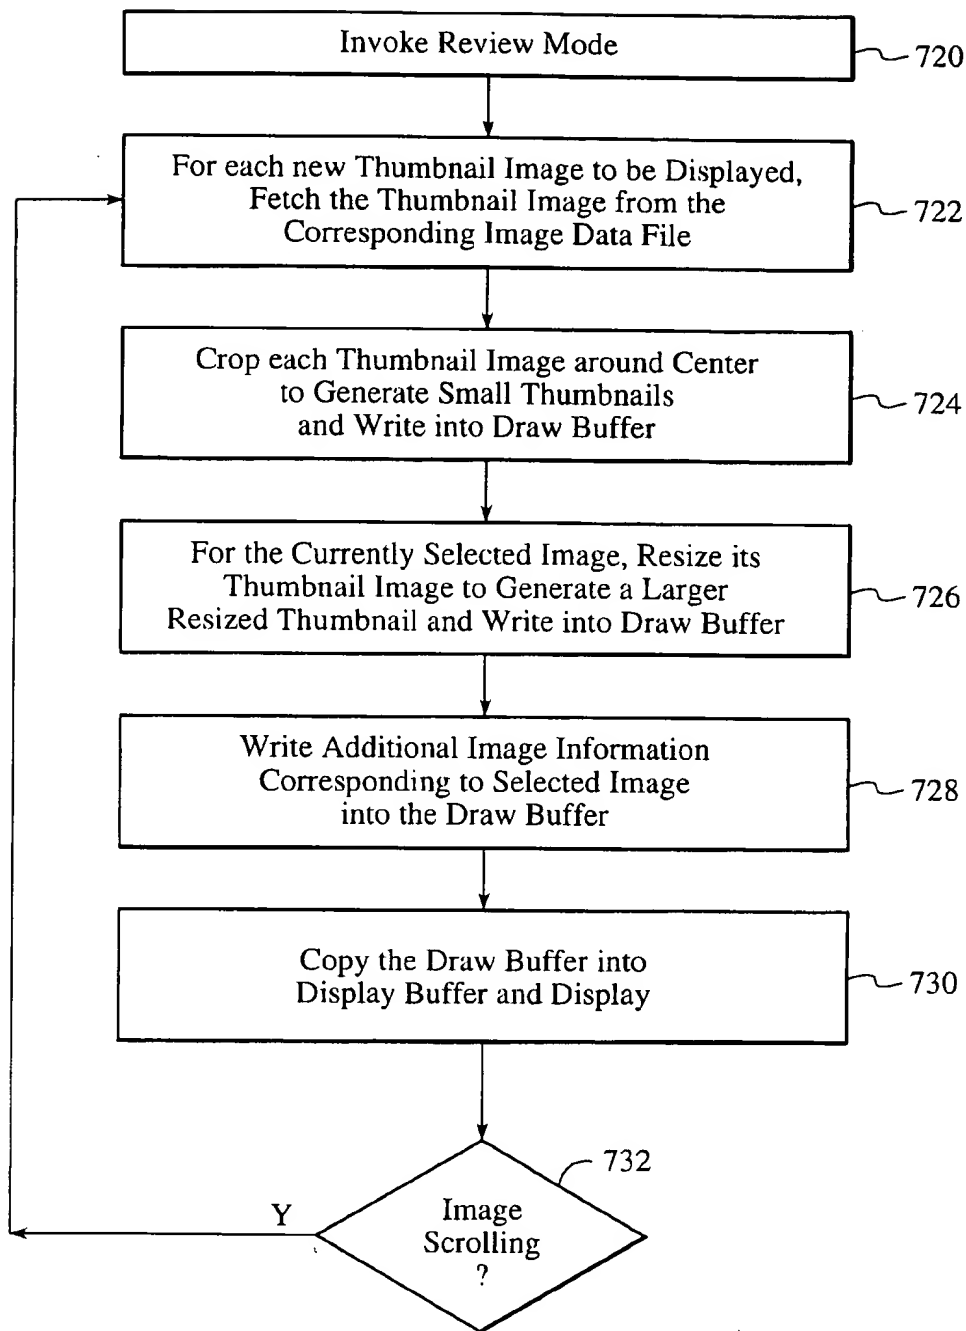 Invoke Review Mode
720
For each new Thumbnail Image to be Displayed,
Fetch the Thumbnail Image from the
Corresponding Image Data File
722
Crop each Thumbnail Image around Center
to Generate Small Thumbnails
and Write into Draw Buffer
724
For the Currently Selected Image, Resize its
Thumbnail Image to Generate a Larger
Resized Thumbnail and Write into Draw Buffer
726
Write Additional Image Information
Corresponding to Selected Image
into the Draw Buffer
728
Copy the Draw Buffer into
Display Buffer and Display
730
732
Y
Image
Scrolling
?